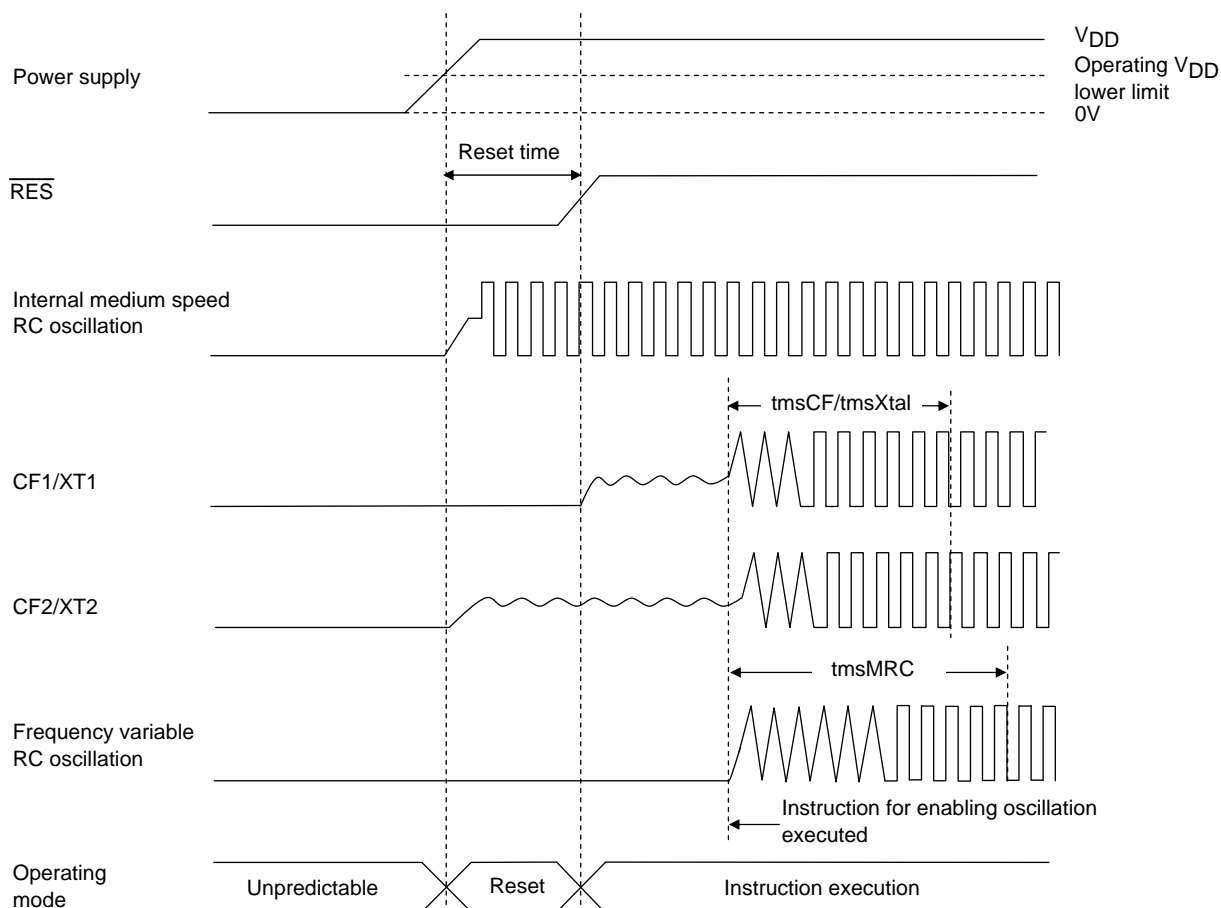 Power supply
VDD
Operating VDD
lower limit
0V
Reset time
RES
Internal medium speed
RC oscillation
tmsCF/tmsXtal
CF1/XT1
CF2/XT2
tmsMRC
Frequency variable
RC oscillation
Instruction for enabling oscillation
executed
Operating
mode
Unpredictable
Reset
Instruction execution